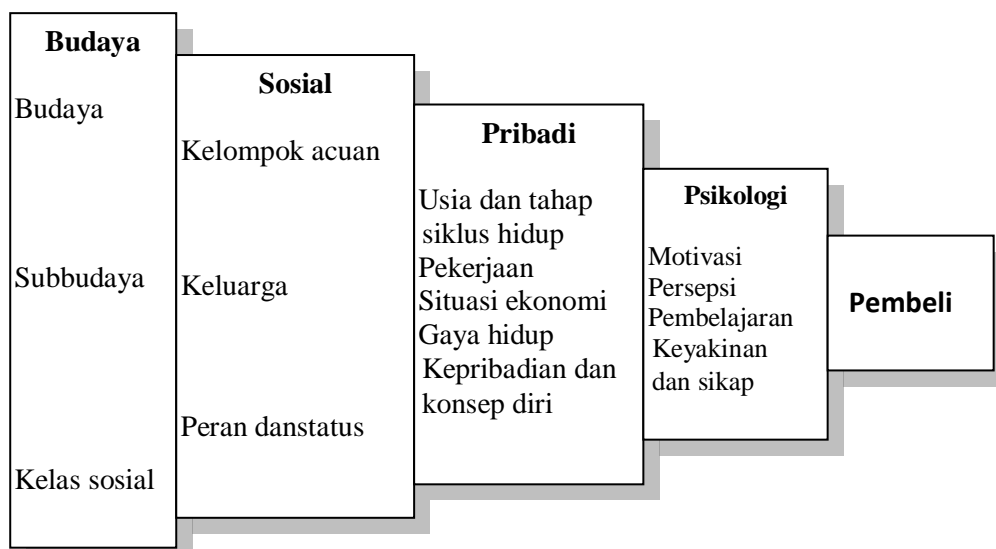 Budaya
Budaya
Subbudaya
Kelas sosial
Sosial
Kelompok acuan
Keluarga
Peran danstatus
Pribadi
Usia dan tahap
siklus hidup
Pekerjaan
Situasi ekonomi
Gaya hidup
Kepribadian dan
konsep diri
Psikologi
Motivasi
Persepsi
Pembelajaran
Keyakinan
dan sikap
Pembeli